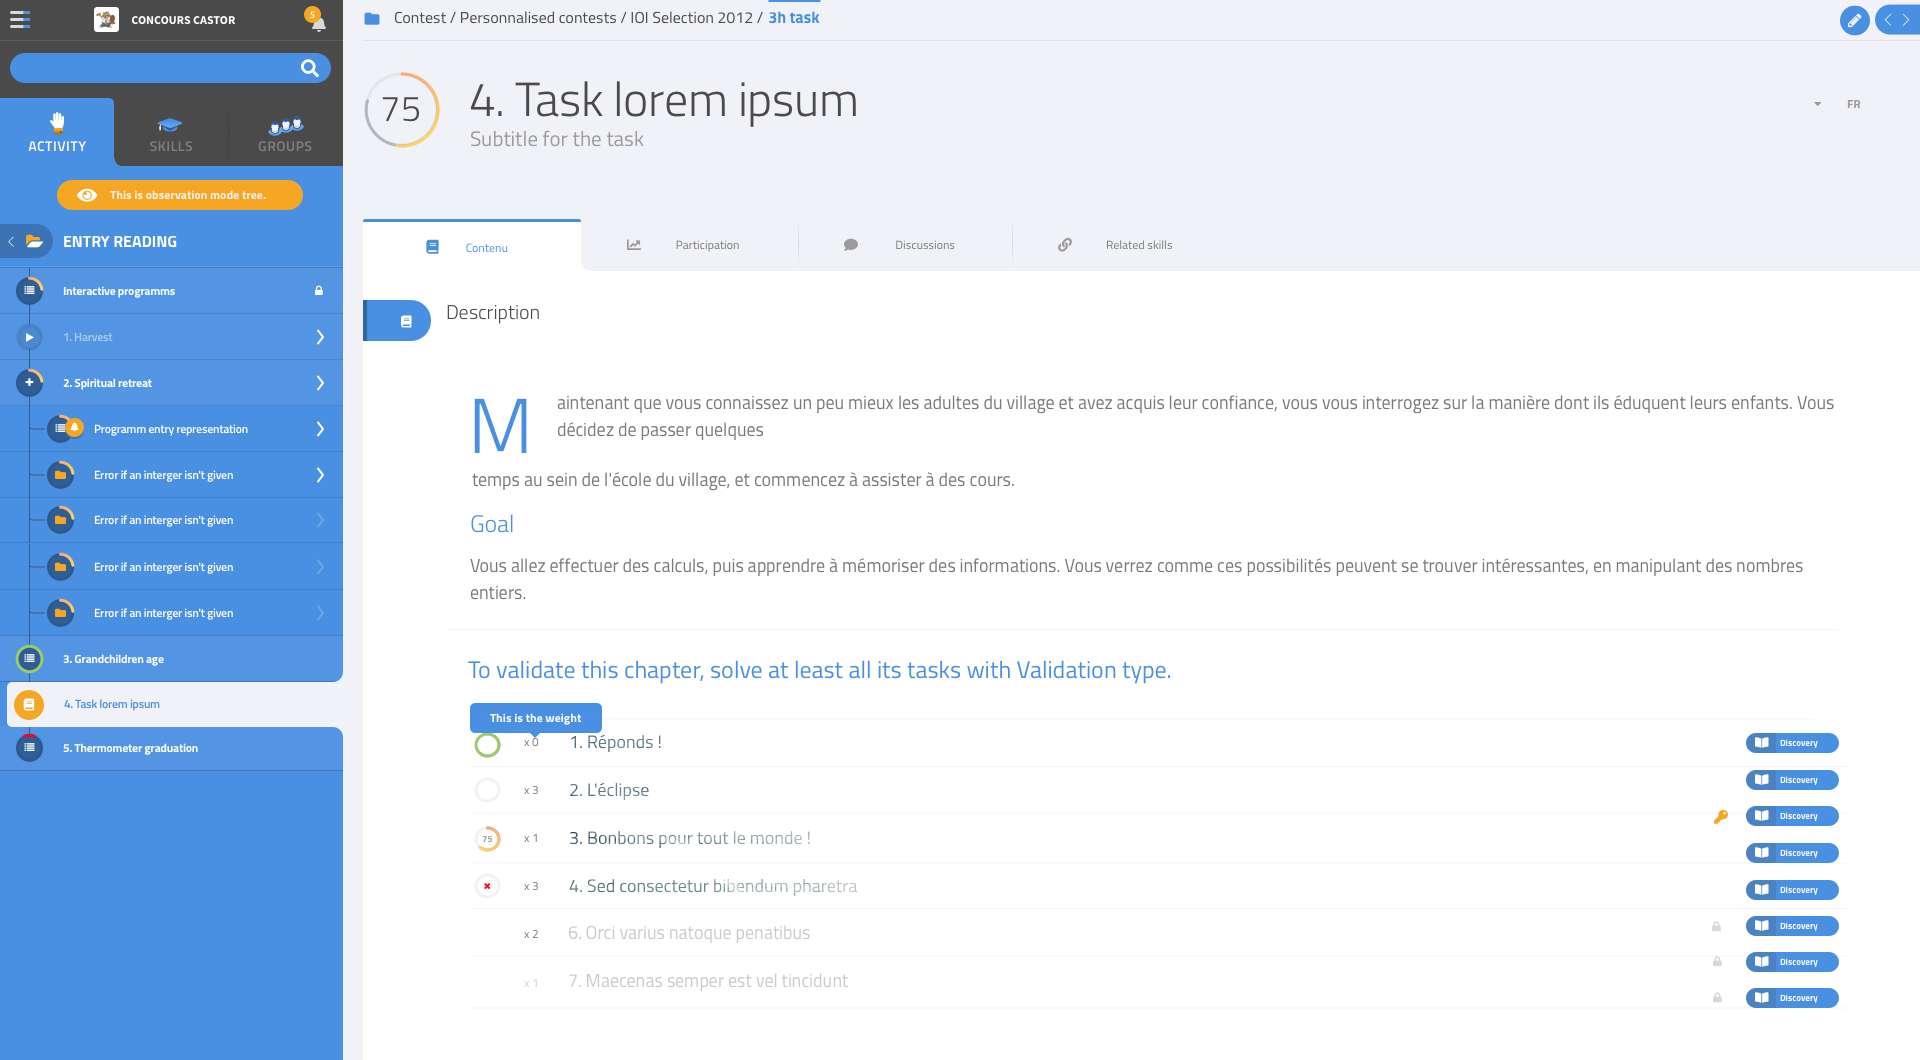 CONCOURS CASTOR
5
Contest / Personnalised contests / IOI Selection 2012 / 3h task
ACTIVITY
SKILLS
GROUPS
This is observation mode tree.
ENTRY READING
Interactive programms
1. Harvest
2. Spiritual retreat
Programm entry representation
Error if an interger isn't given
Error if an interger isn't given
Error if an interger isn't given
Error if an interger isn't given
3. Grandchildren age
4. Task lorem ipsum
5. Thermometer graduation
75
4. Task lorem ipsum
Subtitle for the task
FR
Contenu
Participation
Discussions
Related skills
Description
Maintenant que vous connaissez un peu mieux les adultes du village et avez acquis leur confiance, vous vous interrogez sur la manière dont ils éduquent leurs enfants. Vous
décidez de passer quelques
temps au sein de l'école du village, et commencez à assister à des cours.
Goal
Vous allez effectuer des calculs, puis apprendre à mémoriser des informations. Vous verrez comme ces possibilités peuvent se trouver intéressantes, en manipulant des nombres
entiers.
To validate this chapter, solve at least all its tasks with Validation type.
This is the weight
x 0 1. Réponds ! Discovery
x 3 2. L'éclipse Discovery
75 x 1 3. Bonbons pour tout le monde ! Discovery
Discovery
x 3 4. Sed consectetur bibendum pharetra Discovery
x 2 6. Orci varius natoque penatibus Discovery
Discovery
x 1 7. Maecenas semper est vel tincidunt Discovery